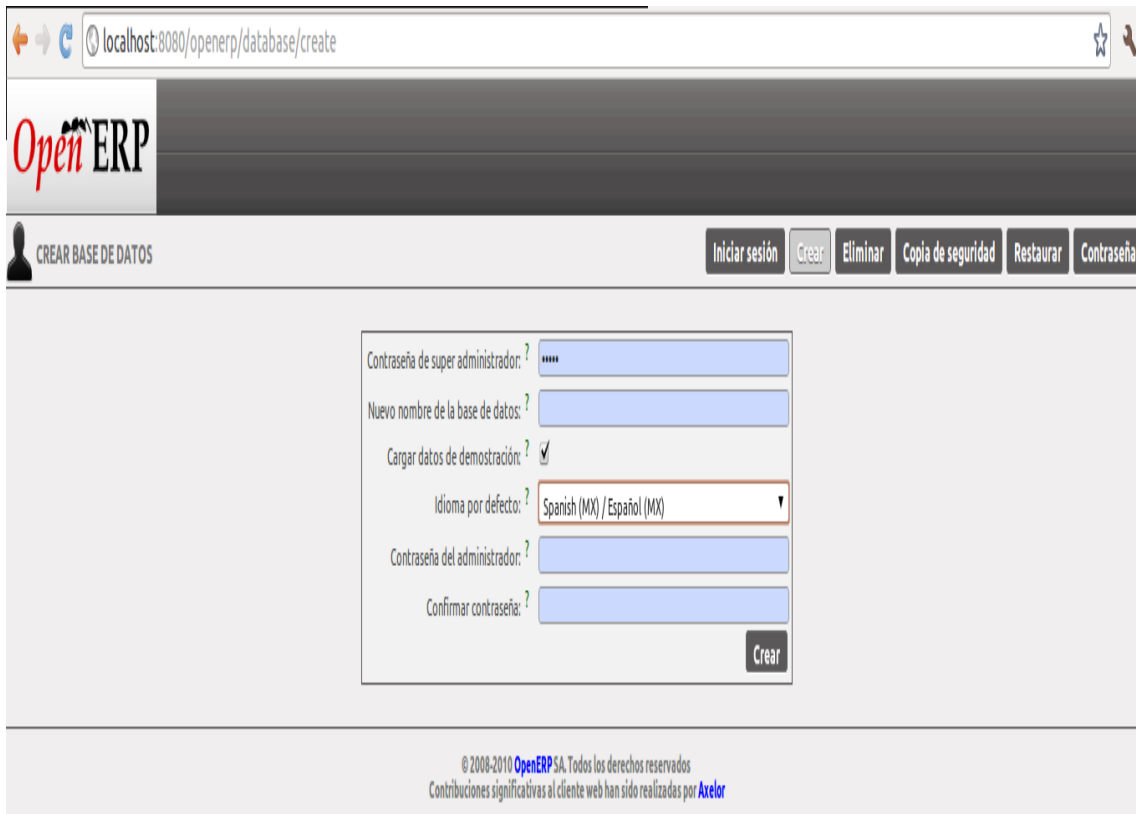 localhost:8080/openerp/database/create
Open ERP
CREAR BASE DE DATOS
Iniciar sesión
Crear
Eliminar
Copia de seguridad
Restaurar
Contraseña
Contraseña de super administrador: ? •••••
Nuevo nombre de la base de datos: ?
Cargar datos de demostración: ?
Idioma por defecto: ? Spanish (MX) / Español (MX)
Contraseña del administrador: ?
Confirmar contraseña: ?
Crear
© 2008-2010 OpenERP SA. Todos los derechos reservados
Contribuciones significativas al cliente web han sido realizadas por Axelor